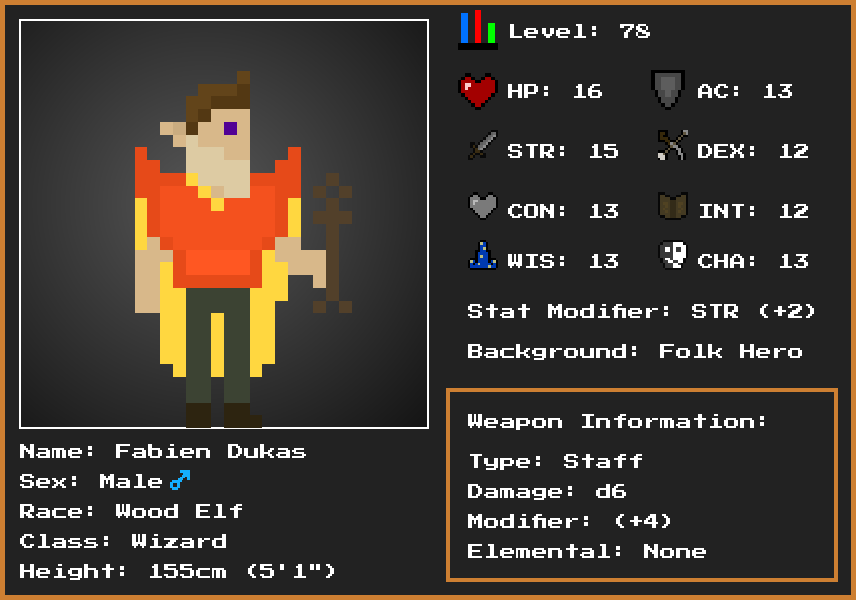 Level: 78
HP: 16
AC: 13
STR: 15
DEX: 12
CON: 13
INT: 12
WIS: 13
CHA: 13
Stat Modifier: STR (+2)
Background: Folk Hero
Weapon Information:
Type: Staff
Damage: d6
Modifier: (+4)
Elemental: None
Name: Fabien Dukas
Sex: Male♂
Race: Wood Elf
Class: Wizard
Height: 155cm (5'1")